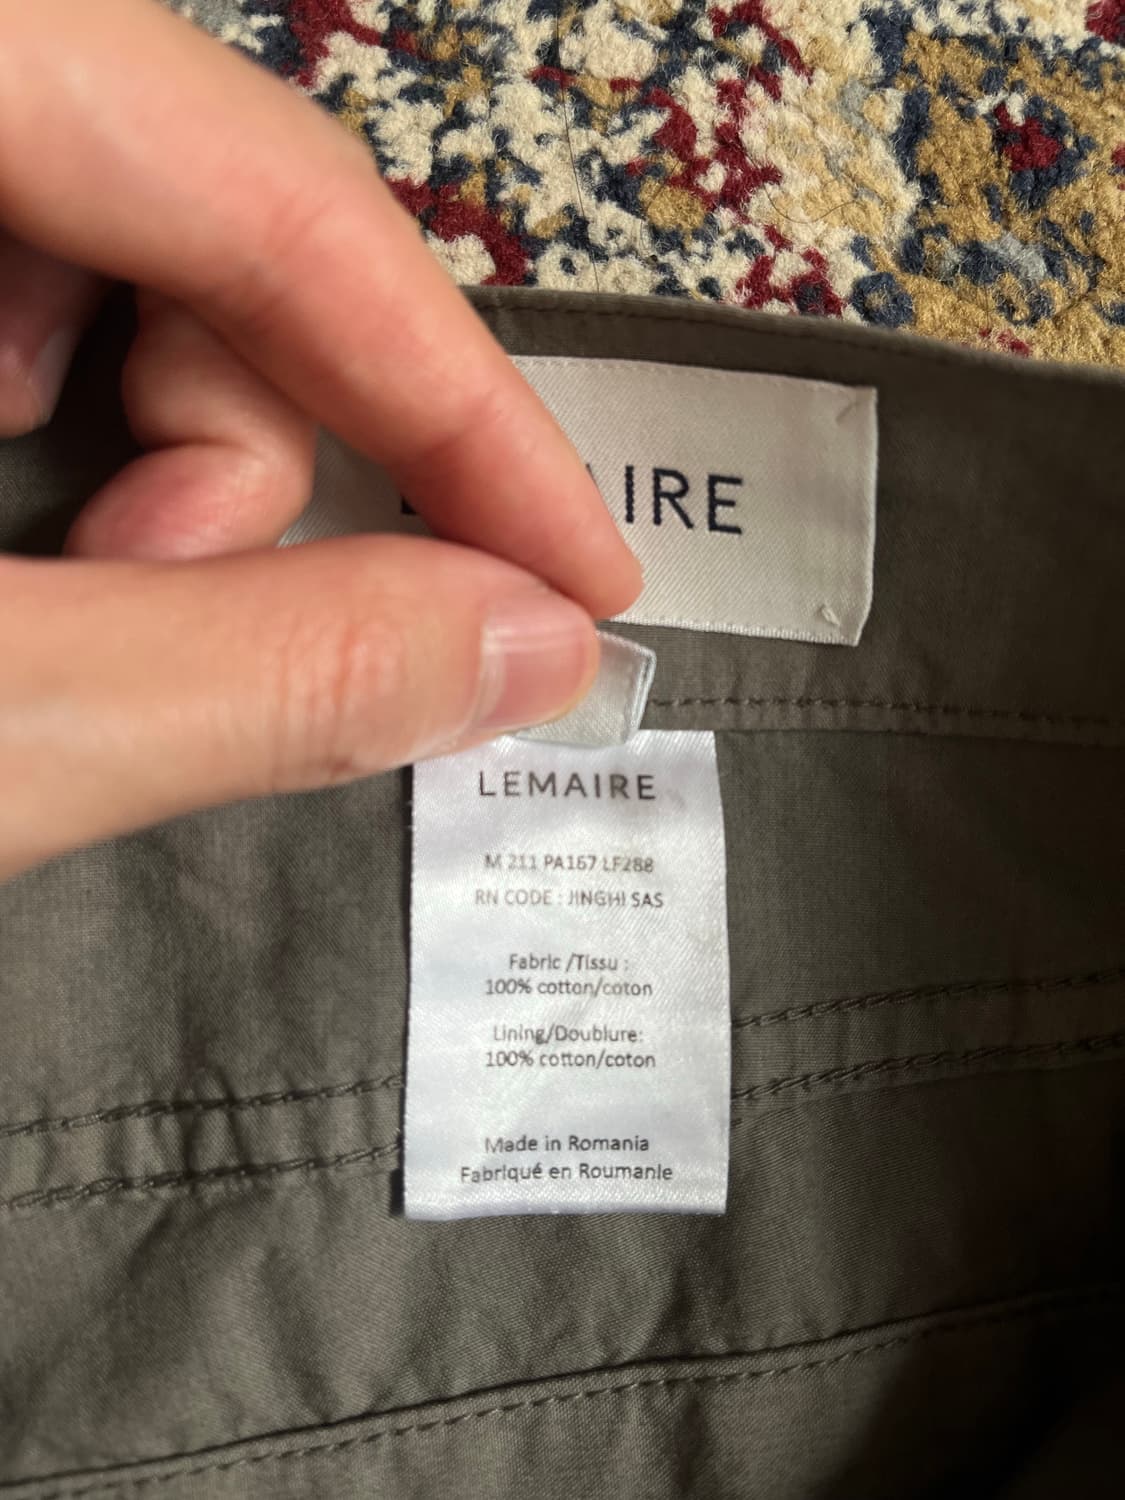 IRE
LEMAIRE
M 211 PA167 LF288
RN CODE : JINGHI SAS
Fabric /Tissu :
100% cotton/coton
Lining/Doublure:
100% cotton/coton
Made in Romania
Fabriqué en Roumanie